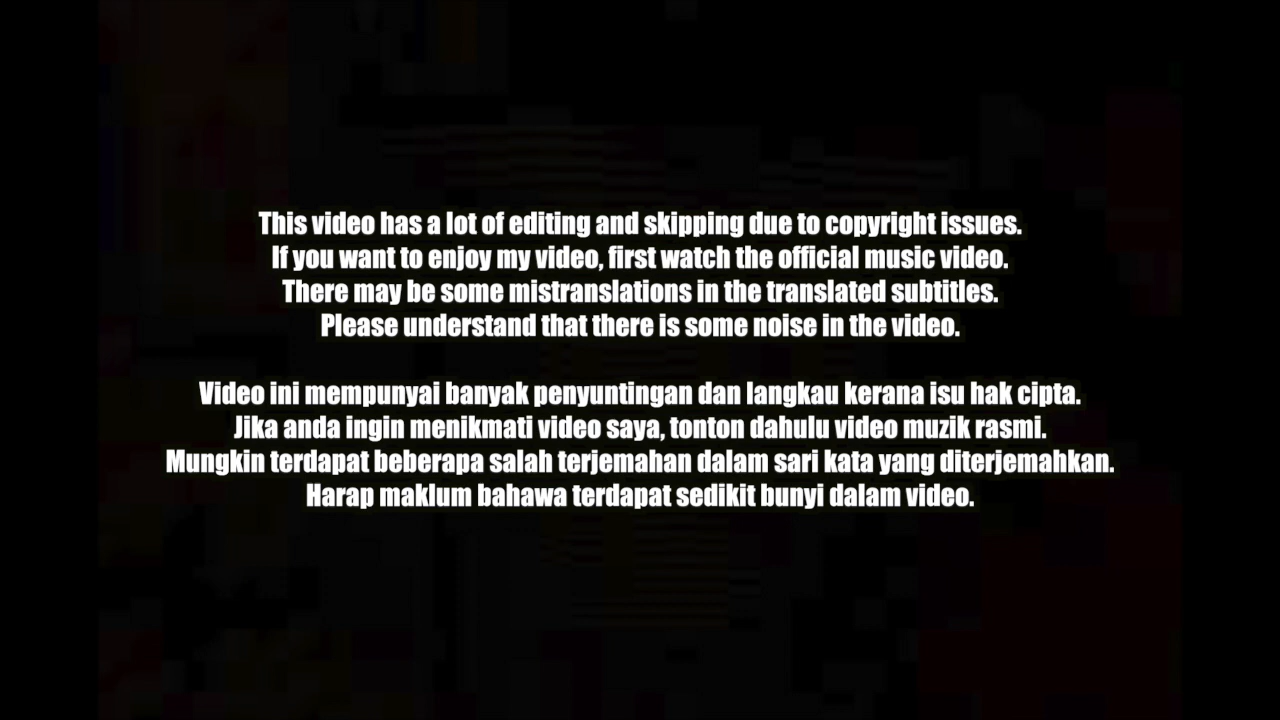 This video has a lot of editing and skipping due to copyright issues.
If you want to enjoy my video, first watch the official music video.
There may be some mistranslations in the translated subtitles.
Please understand that there is some noise in the video.
Video ini mempunyai banyak penyuntingan dan langkau kerana isu hak cipta.
Jika anda ingin menikmati video saya, tonton dahulu video muzik rasmi.
Mungkin terdapat beberapa salah terjemahan dalam sari kata yang diterjemahkan.
Harap maklum bahawa terdapat sedikit bunyi dalam video.